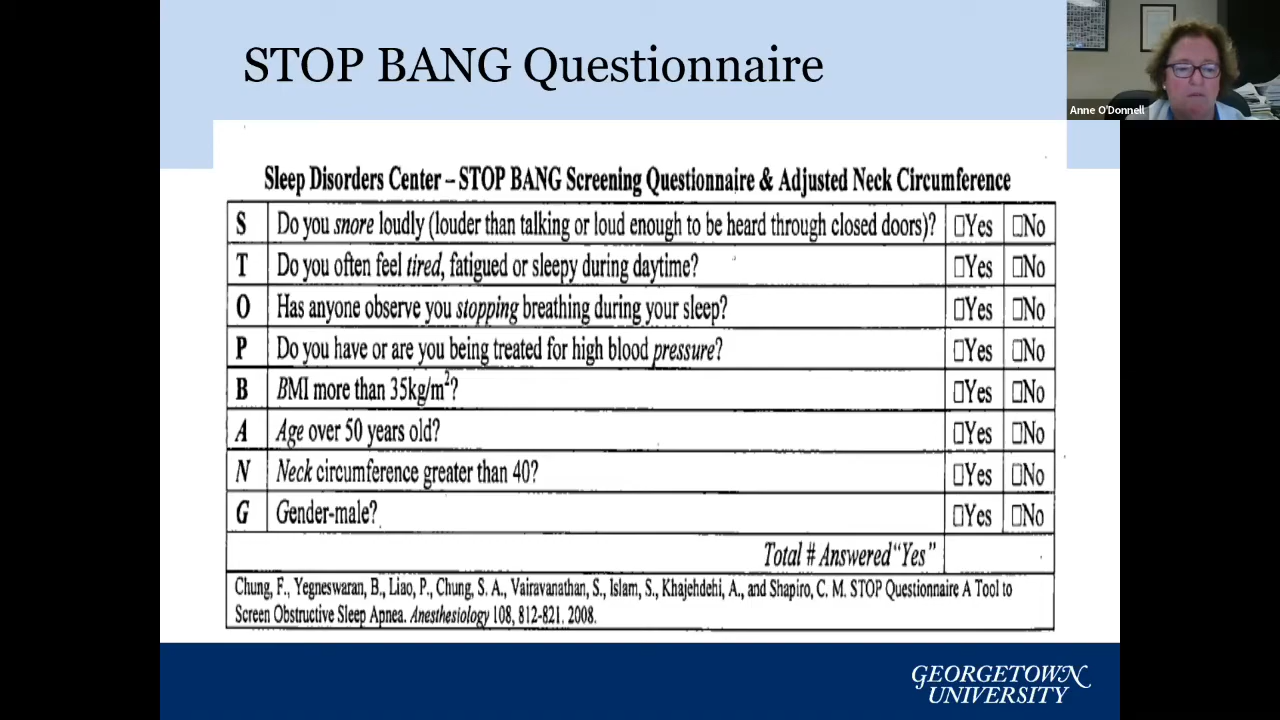 STOP BANG Questionnaire
Anne O'Donnell
Sleep Disorders Center – STOP BANG Screening Questionnaire & Adjusted Neck Circumference
S Do you snore loudly (louder than talking or loud enough to be heard through closed doors)? □Yes □No
T Do you often feel tired, fatigued or sleepy during daytime? □Yes □No
O Has anyone observe you stopping breathing during your sleep? □Yes □No
P Do you have or are you being treated for high blood pressure? □Yes □No
B BMI more than 35kg/m²? □Yes □No
A Age over 50 years old? □Yes □No
N Neck circumference greater than 40? □Yes □No
G Gender-male? □Yes □No
Total # Answered "Yes"
Chung, F., Yegneswaran, B., Liao, P., Chung, S. A., Vairavanathan, S., Islam, S., Khajehdehi, A., and Shapiro, C. M. STOP Questionnaire A Tool to
Screen Obstructive Sleep Apnea. Anesthesiology 108, 812-821. 2008.
GEORGETOWN
UNIVERSITY